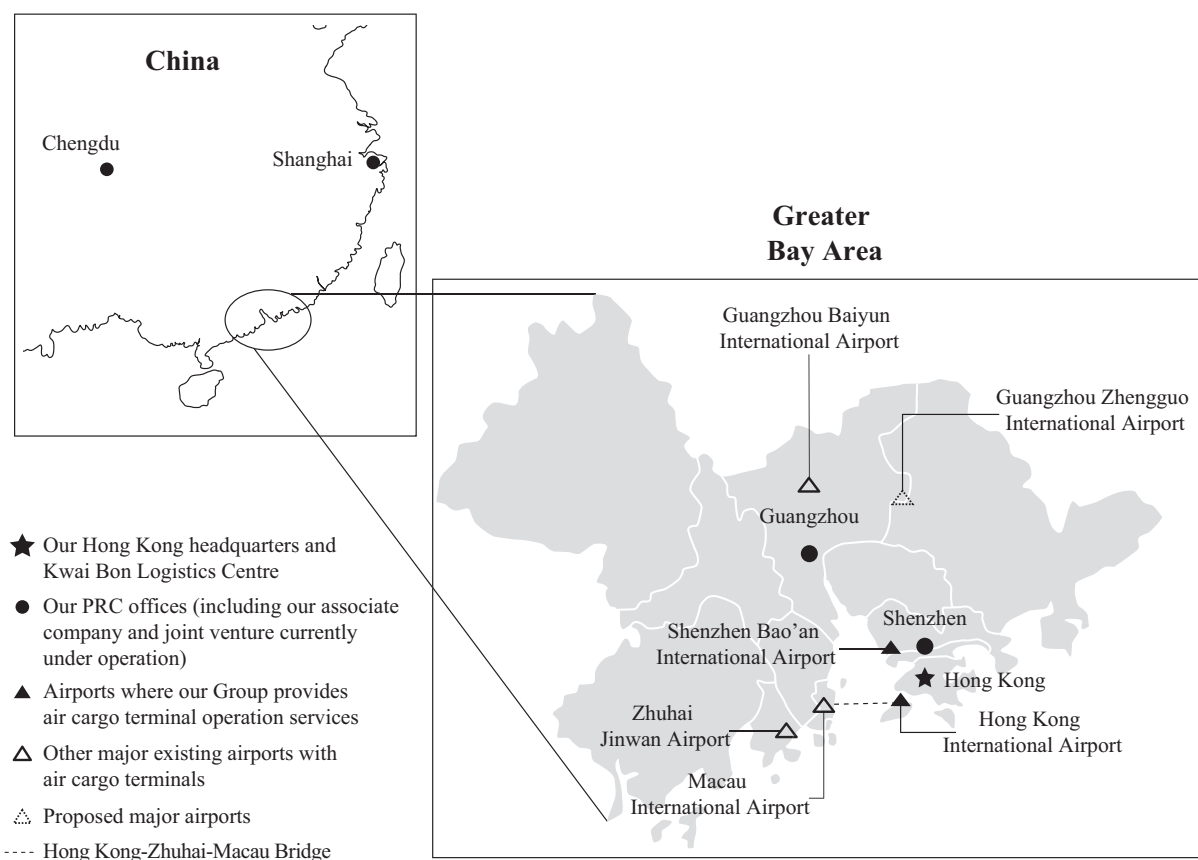 China
Chengdu
Shanghai
Greater
Bay Area
Guangzhou Baiyun
International Airport
Guangzhou Zhengguo
International Airport
Guangzhou
Shenzhen
Shenzhen Bao’an
International Airport
Hong Kong
Zhuhai
Jinwan Airport
Hong Kong
International Airport
Macau
International Airport
Our Hong Kong headquarters and
Kwai Bon Logistics Centre
Our PRC offices (including our associate
company and joint venture currently
under operation)
Airports where our Group provides
air cargo terminal operation services
Other major existing airports with
air cargo terminals
Proposed major airports
Hong Kong-Zhuhai-Macau Bridge